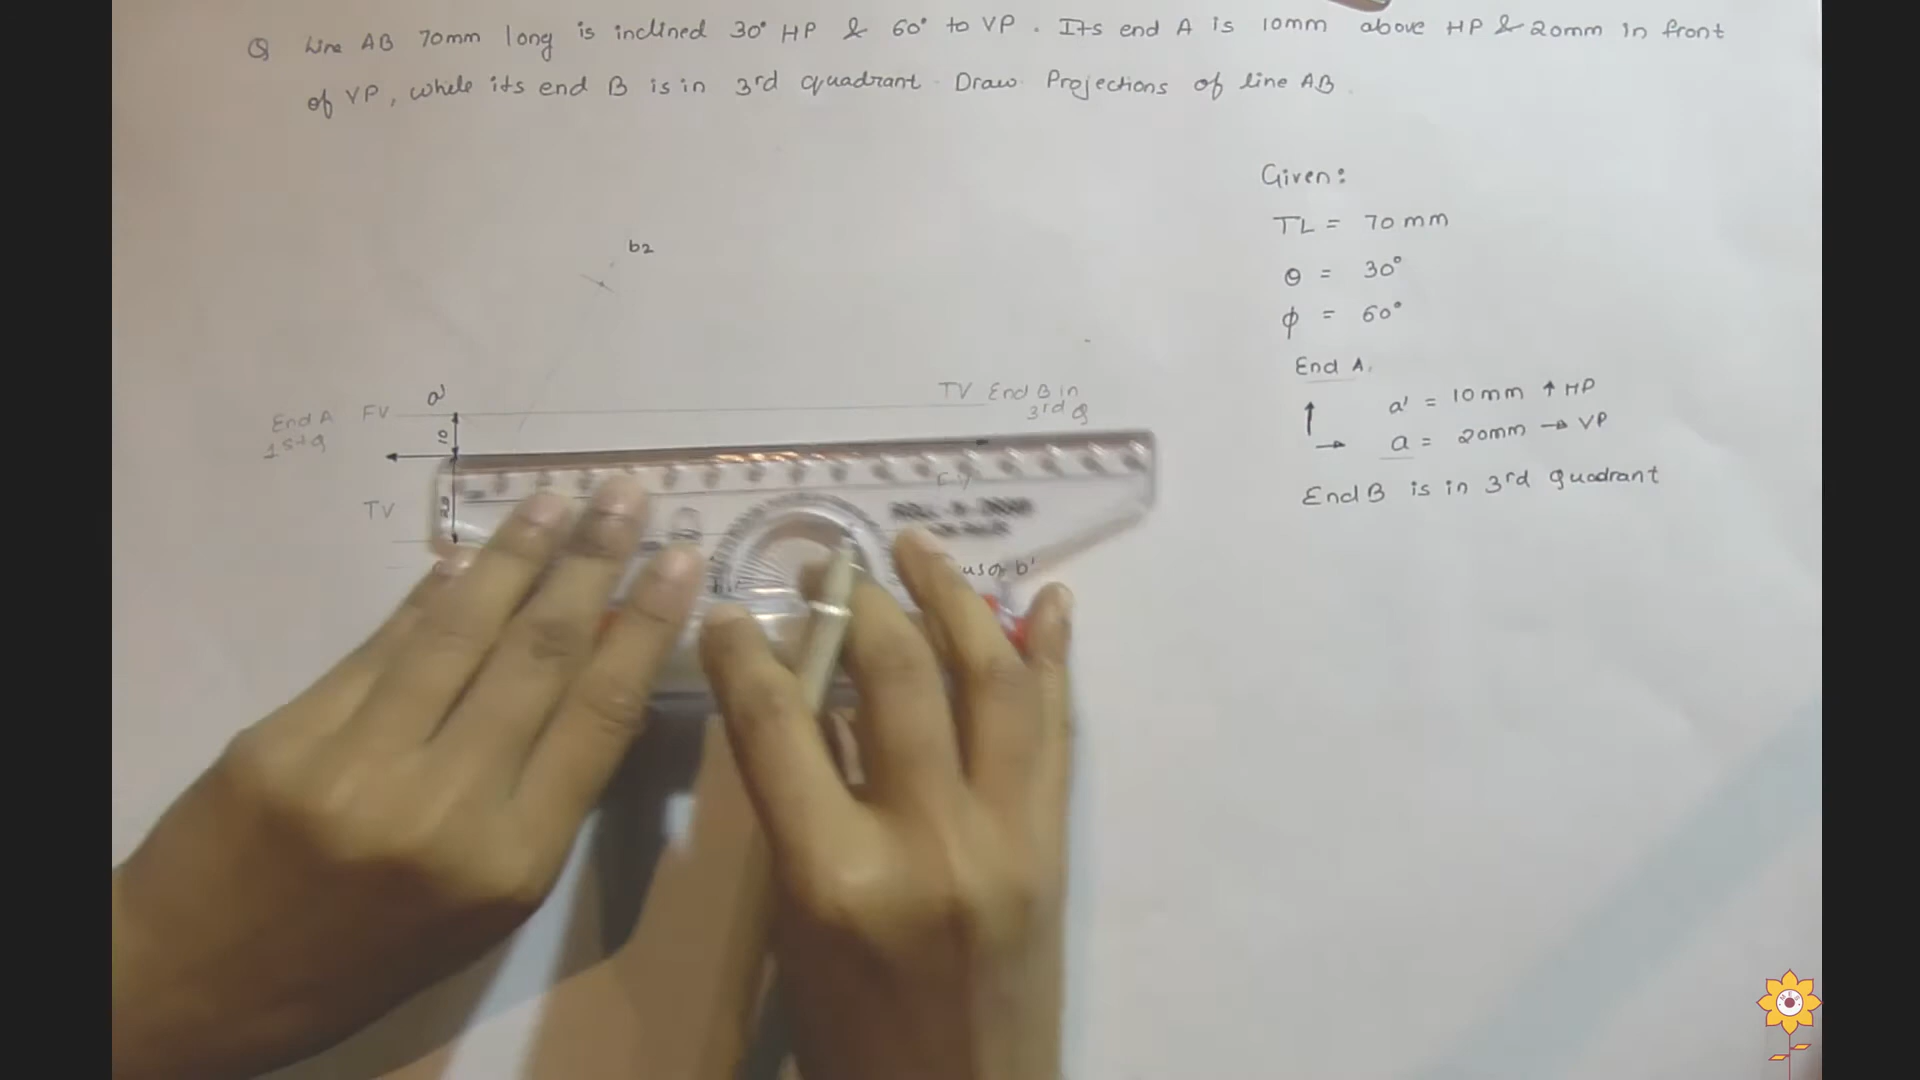 Q Line AB 70mm long is inclined 30° HP & 60° to VP. Its end A is 10mm above HP & 20mm in front
of VP, while its end B is in 3rd quadrant. Draw Projections of line AB.
Given:
TL = 70mm
θ = 30°
ϕ = 60°
End A.
a' = 10mm ↑ HP
a = 20mm → VP
End B is in 3rd quadrant
b2
a'
End A FV
1st q
TV End B in
3rd Q
10
TV
20
FV
b'